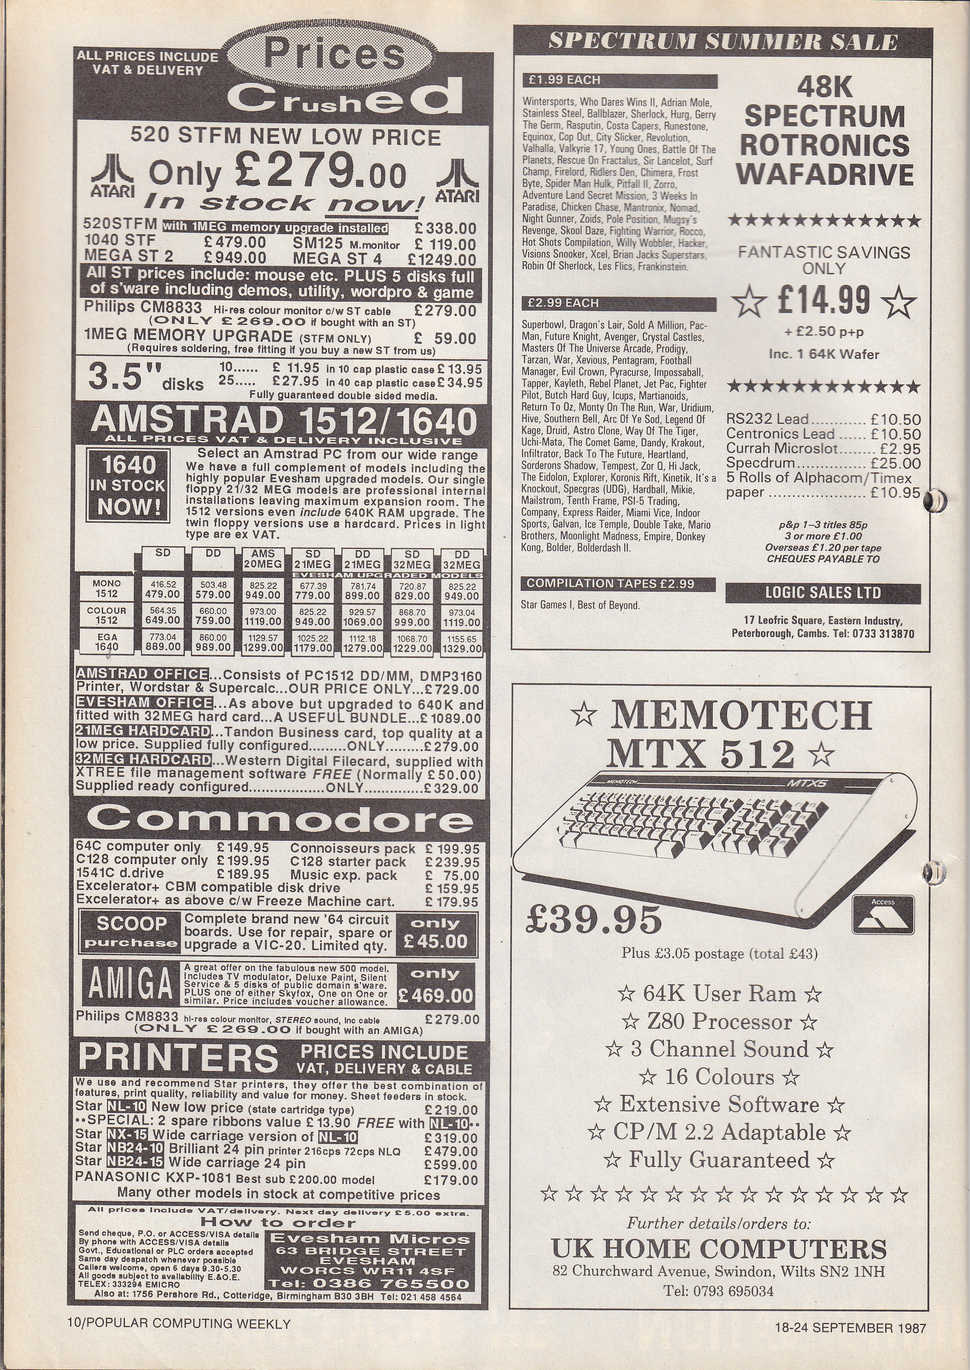 ALL PRICES INCLUDE
VAT & DELIVERY
Prices
Crushed
520 STFM NEW LOW PRICE
ATARI
Only £279.00
ATARI
In stock now!
520STFM with 1MEG memory upgrade installed £338.00
1040 STF £479.00 SM125 M.monitor £ 119.00
MEGA ST 2 £949.00 MEGA ST 4 £1249.00
All ST prices include: mouse etc. PLUS 5 disks full
of s'ware including demos, utility, wordpro & game
Philips CM8833 Hi-res colour monitor c/w ST cable £279.00
(ONLY £269.00 if bought with an ST)
1MEG MEMORY UPGRADE (STFM ONLY) £ 59.00
(Requires soldering, free fitting if you buy a new ST from us)
3.5" disks
10...... £ 11.95 in 10 cap plastic case £13.95
25..... £27.95 in 40 cap plastic case £34.95
Fully guaranteed double sided media.
AMSTRAD 1512/1640
ALL PRICES VAT & DELIVERY INCLUSIVE
1640
IN STOCK
NOW!
Select an Amstrad PC from our wide range
We have a full complement of models including the
highly popular Evesham upgraded models. Our single
floppy 21/32 MEG models are professional internal
installations leaving maximum expansion room. The
1512 versions even include 640K RAM upgrade. The
twin floppy versions use a hardcard. Prices in light
type are ex VAT.
SD DD AMS 20MEG SD 21MEG DD 21MEG SD 32MEG DD 32MEG
EVESHAM UPGRADED MODELS
MONO 1512
416.52 503.48 825.22 677.39 781.74 720.87 825.22
479.00 579.00 949.00 779.00 899.00 829.00 949.00
COLOUR 1512
564.35 660.00 973.00 825.22 929.57 868.70 973.04
649.00 759.00 1119.00 949.00 1069.00 999.00 1119.00
EGA 1640
773.04 860.00 1129.57 1025.22 1112.18 1068.70 1155.65
889.00 989.00 1299.00 1179.00 1279.00 1229.00 1329.00
AMSTRAD OFFICE...Consists of PC1512 DD/MM, DMP3160
Printer, Wordstar & Supercalc...OUR PRICE ONLY...£729.00
EVESHAM OFFICE...As above but upgraded to 640K and
fitted with 32MEG hard card...A USEFUL BUNDLE...£1089.00
21MEG HARDCARD...Tandon Business card, top quality at a
low price. Supplied fully configured.........ONLY........£279.00
32MEG HARDCARD...Western Digital Filecard, supplied with
XTREE file management software FREE (Normally £50.00)
Supplied ready configured..................ONLY............£329.00
Commodore
64C computer only £149.95 Connoisseurs pack £199.95
C128 computer only £199.95 C128 starter pack £239.95
1541C d.drive £189.95 Music exp. pack £ 75.00
Excelerator+ CBM compatible disk drive £159.95
Excelerator+ as above c/w Freeze Machine cart. £179.95
SCOOP
purchase
Complete brand new '64 circuit
boards. Use for repair, spare or
upgrade a VIC-20. Limited qty.
only
£45.00
AMIGA
A great offer on the fabulous new 500 model.
Includes TV modulator, Deluxe Paint, Silent
Service & 5 disks of public domain s'ware.
PLUS one of either Skyfox, One on One or
similar. Price includes voucher allowance.
only
£469.00
Philips CM8833 hi-res colour monitor, STEREO sound, inc cable £279.00
(ONLY £269.00 if bought with an AMIGA)
PRINTERS
PRICES INCLUDE
VAT, DELIVERY & CABLE
We use and recommend Star printers, they offer the best combination of
features, print quality, reliability and value for money. Sheet feeders in stock.
Star NL-10 New low price (state cartridge type) £219.00
••SPECIAL: 2 spare ribbons value £13.90 FREE with NL-10••
Star NX-15 Wide carriage version of NL-10 £319.00
Star NB24-10 Brilliant 24 pin printer 216cps 72cps NLQ £479.00
Star NB24-15 Wide carriage 24 pin £599.00
PANASONIC KXP-1081 Best sub £200.00 model £179.00
Many other models in stock at competitive prices
All prices include VAT/delivery. Next day delivery £5.00 extra.
How to order
Send cheque, P.O. or ACCESS/VISA details
By phone with ACCESS/VISA details
Govt., Educational or PLC orders accepted
Same day despatch whenever possible
Callers welcome, open 6 days 9.30-5.30
All goods subject to availability E.&O.E.
TELEX: 333294 EMICRO
Evesham Micros
63 BRIDGE STREET
EVESHAM
WORCS WR11 4SF
Tel: 0386 765500
Also at: 1756 Pershore Rd., Cotteridge, Birmingham B30 3BH Tel: 021 458 4564
10/POPULAR COMPUTING WEEKLY
SPECTRUM SUMMER SALE
£1.99 EACH
Wintersports, Who Dares Wins II, Adrian Mole,
Stainless Steel, Ballblazer, Sherlock, Hurg, Gerry
The Germ, Rasputin, Costa Capers, Runestone,
Equinox, Cop Out, City Slicker, Revolution,
Valhalla, Valkyrie 17, Young Ones, Battle Of The
Planets, Rescue On Fractalus, Sir Lancelot, Surf
Champ, Firelord, Ridlers Den, Chimera, Frost
Byte, Spider Man Hulk, Pitfall II, Zorro,
Adventure Land Secret Mission, 3 Weeks In
Paradise, Chicken Chase, Mantronix, Nomad,
Night Gunner, Zoids, Pole Position, Mugsy's
Revenge, Skool Daze, Fighting Warrior, Rocco,
Hot Shots Compilation, Willy Wobbler, Hacker,
Visions Snooker, Xcel, Brian Jacks Superstars,
Robin Of Sherlock, Les Flics, Frankinstein.
£2.99 EACH
Superbowl, Dragon's Lair, Sold A Million, Pac-
Man, Future Knight, Avenger, Crystal Castles,
Masters Of The Universe Arcade, Prodigy,
Tarzan, War, Xevious, Pentagram, Football
Manager, Evil Crown, Pyracurse, Impossaball,
Tapper, Kayleth, Rebel Planet, Jet Pac, Fighter
Pilot, Butch Hard Guy, Icups, Martianoids,
Return To Oz, Monty On The Run, War, Uridium,
Hive, Southern Bell, Arc Of Ye Sod, Legend Of
Kage, Druid, Astro Clone, Way Of The Tiger,
Uchi-Mata, The Comet Game, Dandy, Krakout,
Infiltrator, Back To The Future, Heartland,
Sorderons Shadow, Tempest, Zor Q, Hi Jack,
The Eidolon, Explorer, Koronis Rift, Kinetik, It's a
Knockout, Specgras (UDG), Hardball, Mikie,
Mailstrom, Tenth Frame, PSI-5 Trading,
Company, Express Raider, Miami Vice, Indoor
Sports, Galvan, Ice Temple, Double Take, Mario
Brothers, Moonlight Madness, Empire, Donkey
Kong, Bolder, Bolderdash II.
COMPILATION TAPES £2.99
Star Games I, Best of Beyond.
48K
SPECTRUM
ROTRONICS
WAFADRIVE
★★★★★★★★★★★★
FANTASTIC SAVINGS
ONLY
☆ £14.99 ☆
+ £2.50 p+p
Inc. 1 64K Wafer
★★★★★★★★★★★★
RS232 Lead ............ £10.50
Centronics Lead ...... £10.50
Currah Microslot ....... £2.95
Specdrum ............... £25.00
5 Rolls of Alphacom/Timex
paper ..................... £10.95
p&p 1–3 titles 85p
3 or more £1.00
Overseas £1.20 per tape
CHEQUES PAYABLE TO
LOGIC SALES LTD
17 Leofric Square, Eastern Industry,
Peterborough, Cambs. Tel: 0733 313870
☆ MEMOTECH
MTX 512 ☆
MEMOTECH MTX5
£39.95
Access
Plus £3.05 postage (total £43)
☆ 64K User Ram ☆
☆ Z80 Processor ☆
☆ 3 Channel Sound ☆
☆ 16 Colours ☆
☆ Extensive Software ☆
☆ CP/M 2.2 Adaptable ☆
☆ Fully Guaranteed ☆
☆☆☆☆☆☆☆☆☆☆☆☆☆☆☆
Further details/orders to:
UK HOME COMPUTERS
82 Churchward Avenue, Swindon, Wilts SN2 1NH
Tel: 0793 695034
18-24 SEPTEMBER 1987